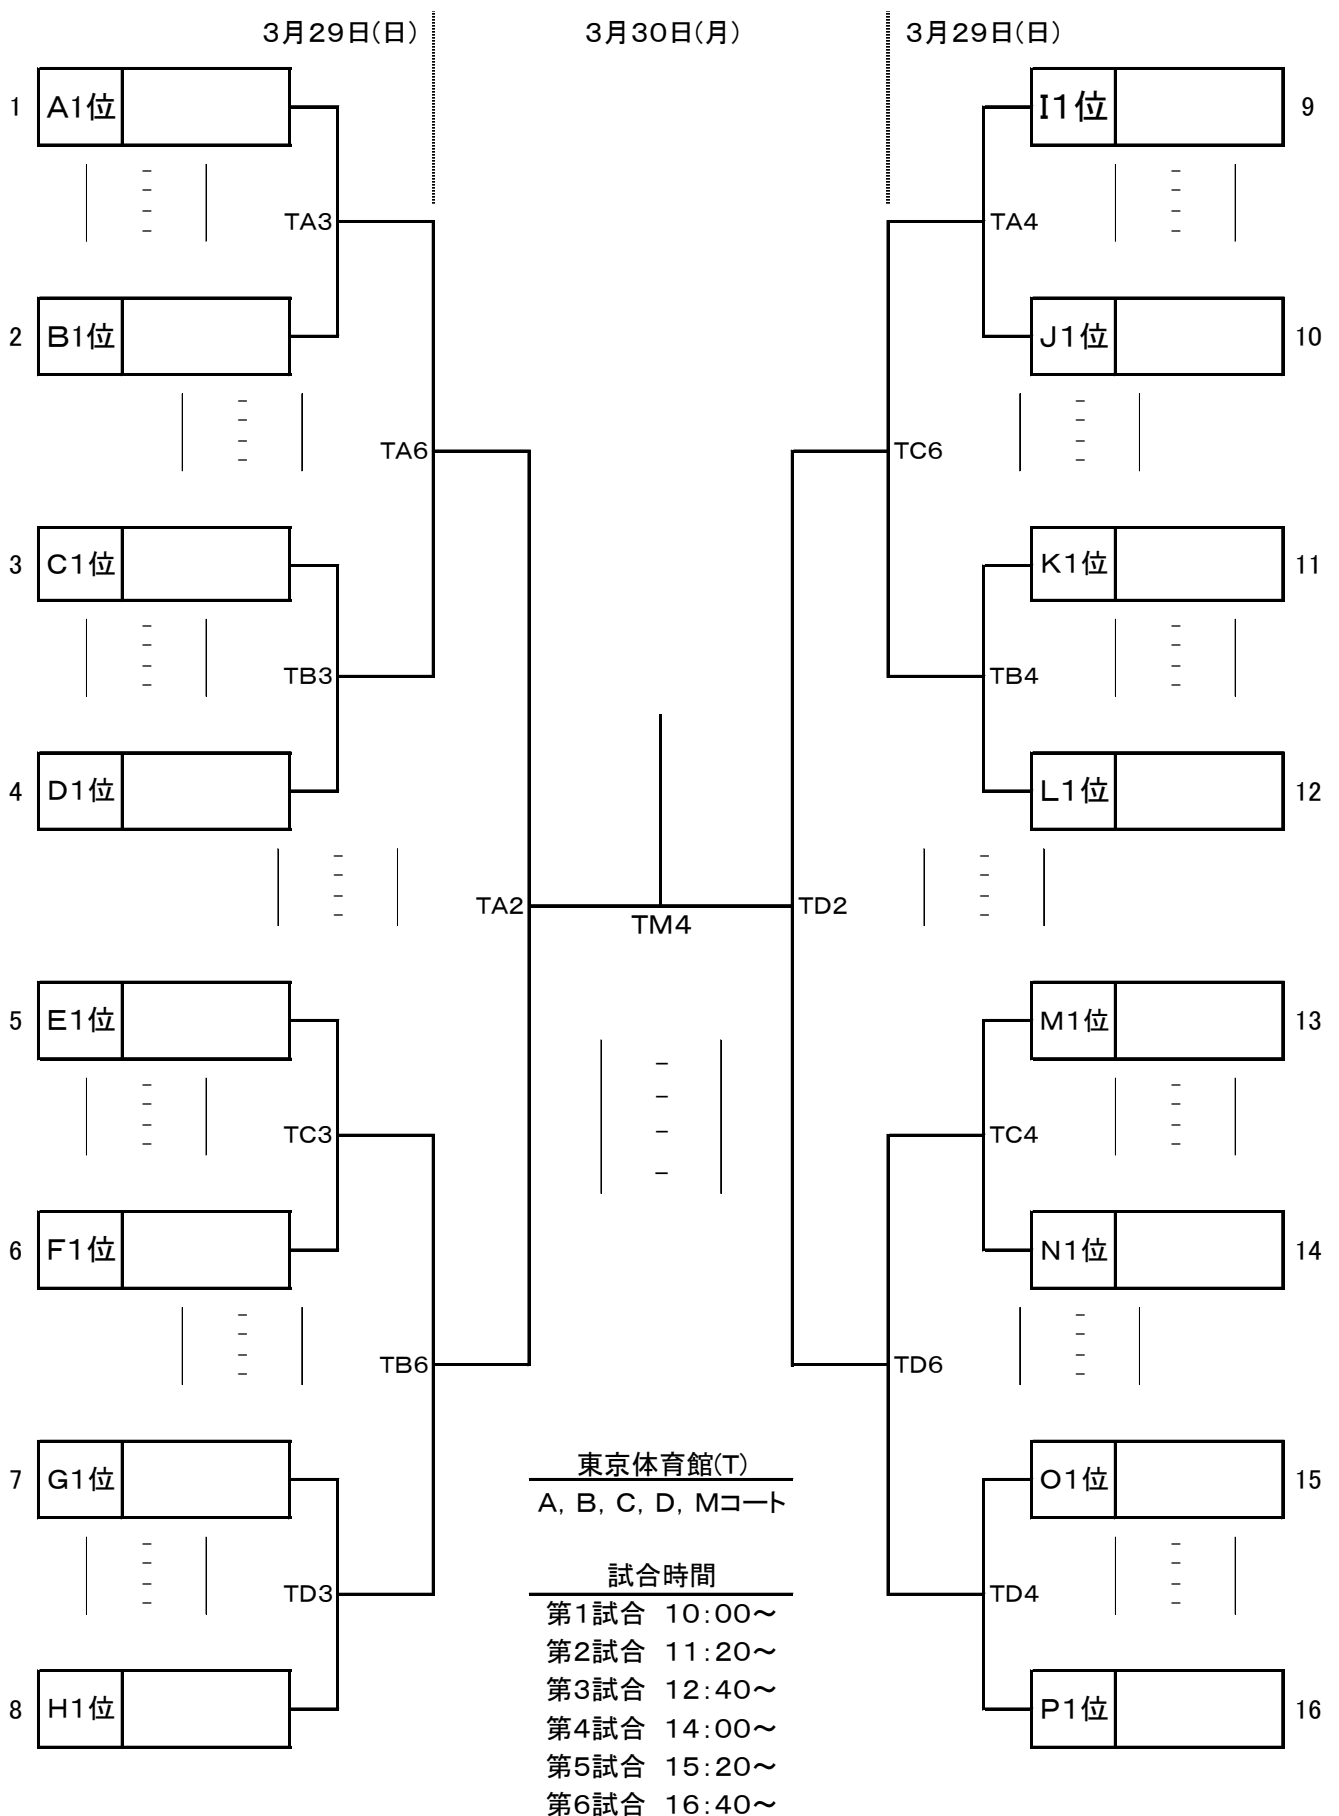 3月29日(日) 3月30日(月) 3月29日(日)
1 A1位 I1位 9
TA3 TA4
2 B1位 J1位 10
TA6 TC6
3 C1位 K1位 11
TB3 TB4
4 D1位 L1位 12
TA2 TD2
TM4
5 E1位 M1位 13
TC3 TC4
6 F1位 N1位 14
TB6 TD6
東京体育館(T)
7 G1位 O1位 15
A, B, C, D, Mコート
試合時間
TD3 TD4
第1試合 10:00~
第2試合 11:20~
第3試合 12:40~
8 H1位 P1位 16
第4試合 14:00~
第5試合 15:20~
第6試合 16:40~